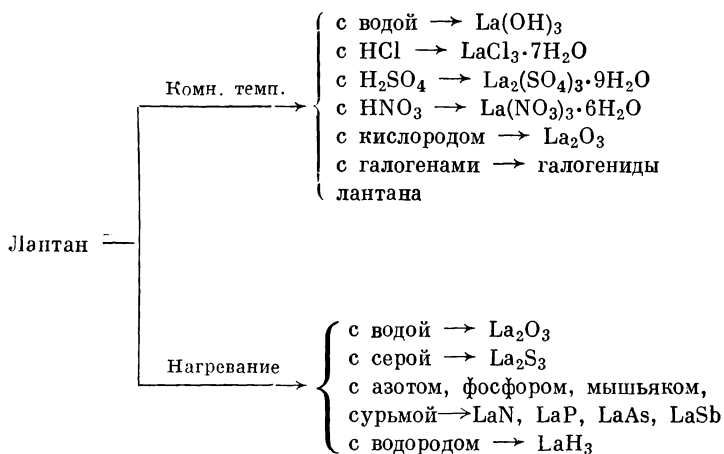 с водой → La(OH)₃
с HCl → LaCl₃·7H₂O
Комн. темп.
с H₂SO₄ → La₂(SO₄)₃·9H₂O
с HNO₃ → La(NO₃)₃·6H₂O
с кислородом → La₂O₃
с галогенами → галогениды
лантана
Лантан
с водой → La₂O₃
с серой → La₂S₃
Нагревание
с азотом, фосфором, мышьяком,
сурьмой→LaN, LaP, LaAs, LaSb
с водородом → LaH₃